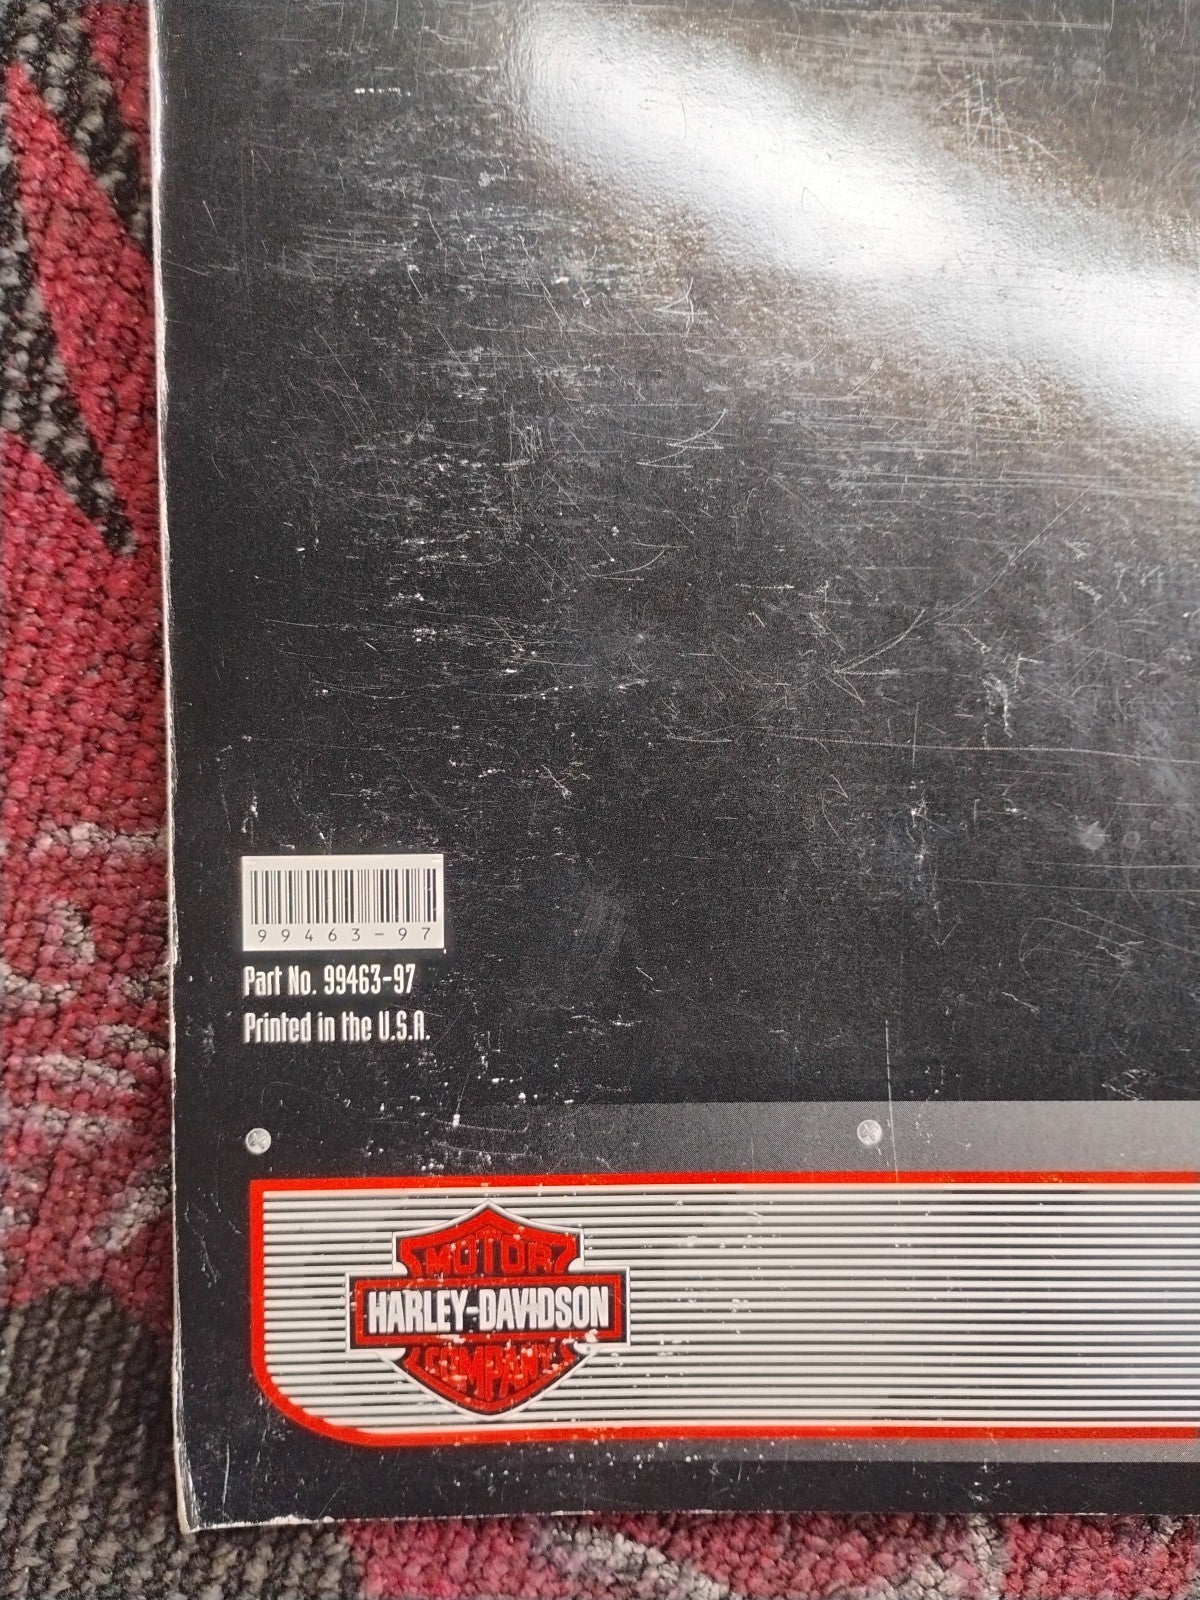 99463-97
Part No. 99463-97
Printed in the U.S.A.
MOTOR
HARLEY-DAVIDSON
COMPANY